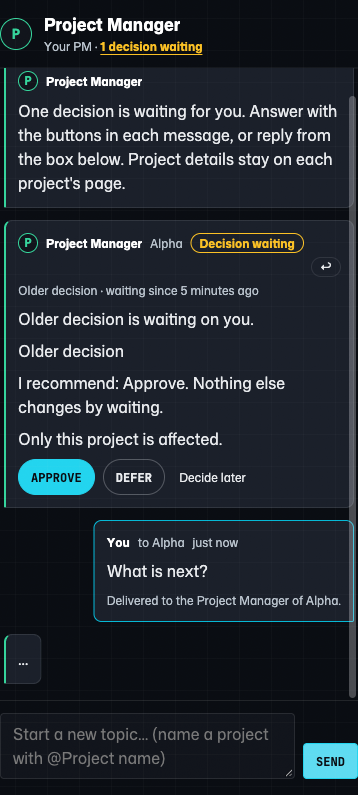 P
Project Manager
Your PM · 1 decision waiting
P Project Manager
One decision is waiting for you. Answer with
the buttons in each message, or reply from
the box below. Project details stay on each
project's page.
P Project Manager Alpha Decision waiting
↩
Older decision · waiting since 5 minutes ago
Older decision is waiting on you.
Older decision
I recommend: Approve. Nothing else
changes by waiting.
Only this project is affected.
APPROVE DEFER Decide later
You to Alpha just now
What is next?
Delivered to the Project Manager of Alpha.
...
Start a new topic... (name a project
with @Project name)
SEND